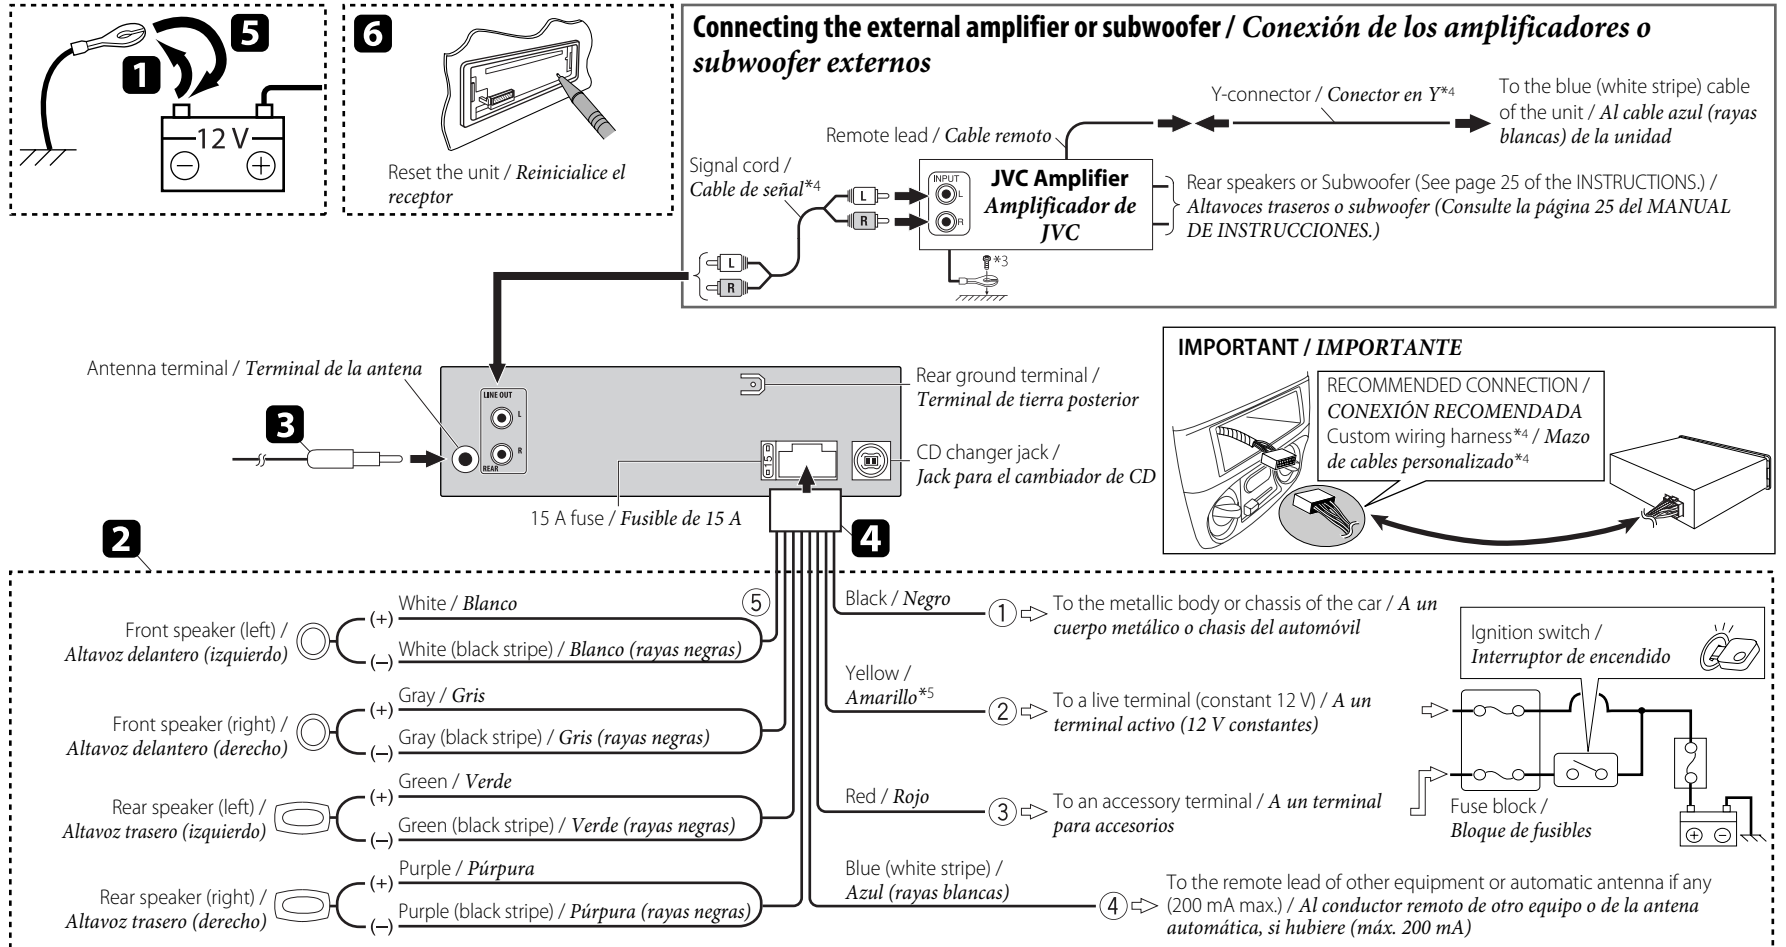 5
1
12 V
6
Reset the unit / Reinicialice el
receptor
Connecting the external amplifier or subwoofer / Conexión de los amplificadores o
subwoofer externos
Y-connector / Conector en Y*4
To the blue (white stripe) cable
of the unit / Al cable azul (rayas
blancas) de la unidad
Remote lead / Cable remoto
Signal cord /
Cable de señal*4
L
R
INPUT
L
R
JVC Amplifier
Amplificador de
JVC
Rear speakers or Subwoofer (See page 25 of the INSTRUCTIONS.) /
Altavoces traseros o subwoofer (Consulte la página 25 del MANUAL
DE INSTRUCCIONES.)
*3
L
R
Antenna terminal / Terminal de la antena
3
LINE OUT
L
R
REAR
Rear ground terminal /
Terminal de tierra posterior
15
CD changer jack /
Jack para el cambiador de CD
15 A fuse / Fusible de 15 A
IMPORTANT / IMPORTANTE
RECOMMENDED CONNECTION /
CONEXIÓN RECOMENDADA
Custom wiring harness*4 / Mazo
de cables personalizado*4
2
4
Front speaker (left) /
Altavoz delantero (izquierdo)
(+)
White / Blanco
5
(–)
White (black stripe) / Blanco (rayas negras)
Front speaker (right) /
Altavoz delantero (derecho)
(+)
Gray / Gris
(–)
Gray (black stripe) / Gris (rayas negras)
Rear speaker (left) /
Altavoz trasero (izquierdo)
(+)
Green / Verde
(–)
Green (black stripe) / Verde (rayas negras)
Rear speaker (right) /
Altavoz trasero (derecho)
(+)
Purple / Púrpura
(–)
Purple (black stripe) / Púrpura (rayas negras)
Black / Negro
1
To the metallic body or chassis of the car / A un
cuerpo metálico o chasis del automóvil
Yellow /
Amarillo*5
2
To a live terminal (constant 12 V) / A un
terminal activo (12 V constantes)
Red / Rojo
3
To an accessory terminal / A un terminal
para accesorios
Blue (white stripe) /
Azul (rayas blancas)
4
To the remote lead of other equipment or automatic antenna if any
(200 mA max.) / Al conductor remoto de otro equipo o de la antena
automática, si hubiere (máx. 200 mA)
Ignition switch /
Interruptor de encendido
Fuse block /
Bloque de fusibles